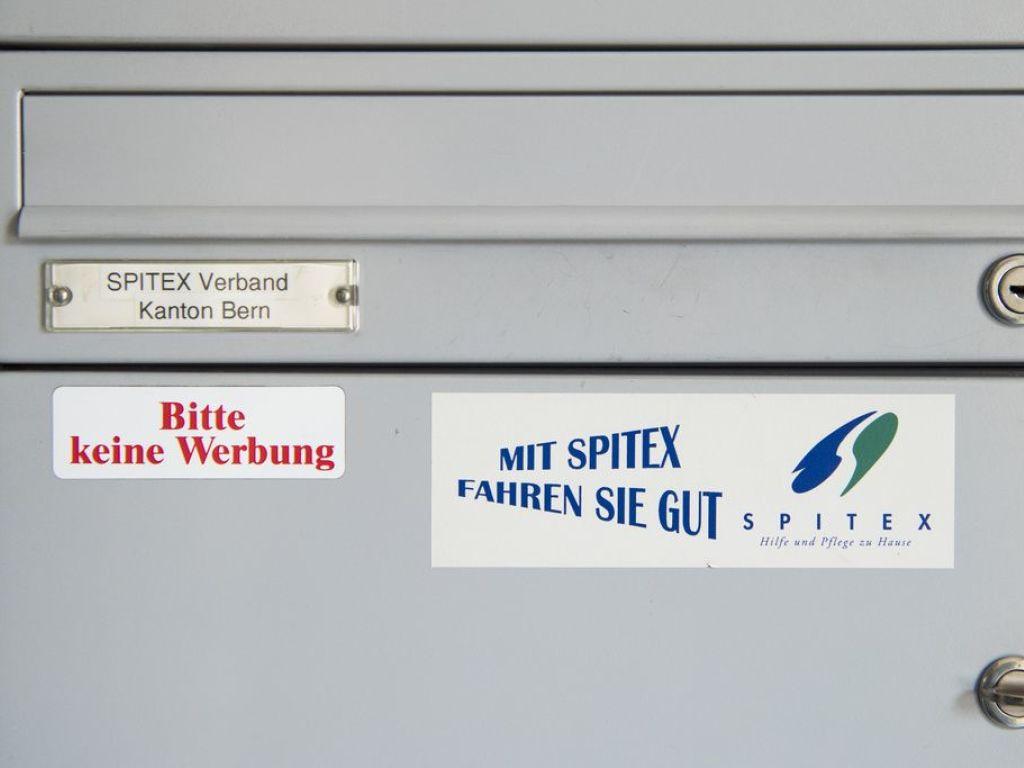 SPITEX Verband
Kanton Bern
Bitte
keine Werbung
MIT SPITEX
FAHREN SIE GUT
SPITEX
Hilfe und Pflege zu Hause